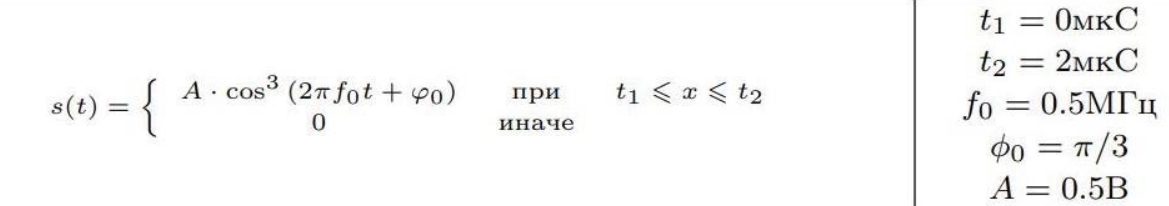 s(t) = { A · cos³ (2πf₀t + φ₀) при t₁ ⩽ x ⩽ t₂
0 иначе
t₁ = 0мкС
t₂ = 2мкС
f₀ = 0.5МГц
ϕ₀ = π/3
A = 0.5В